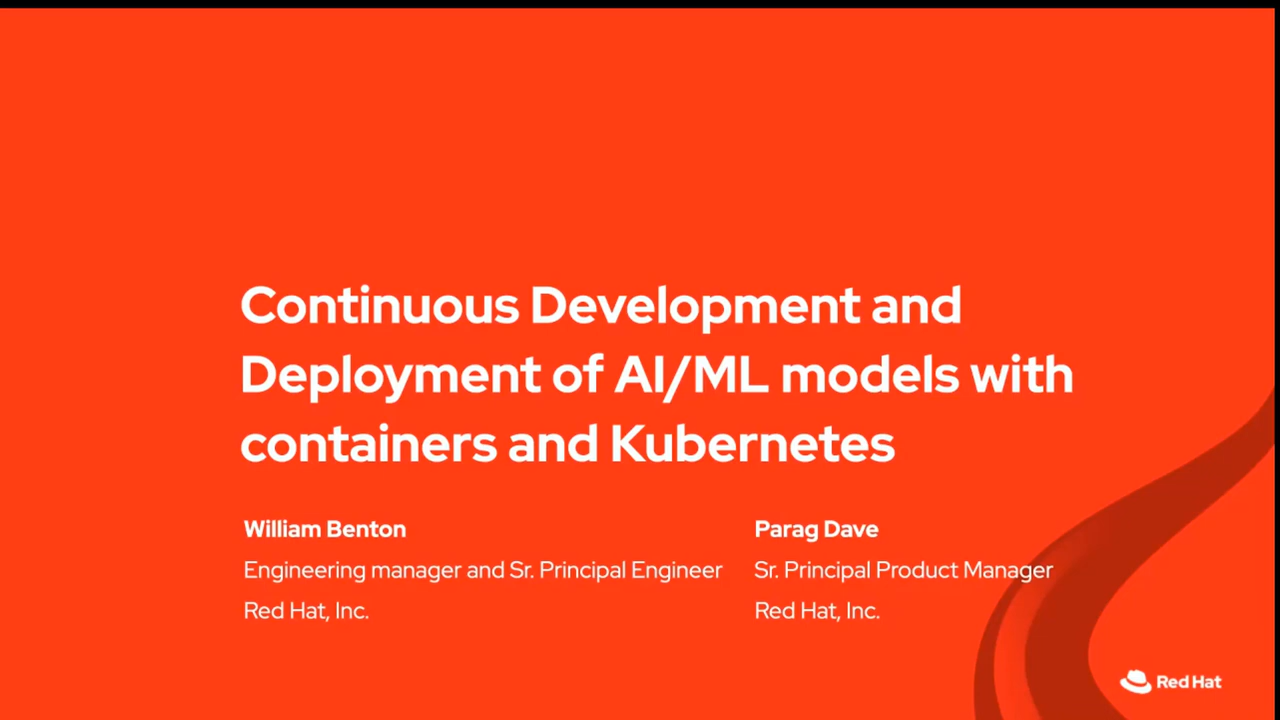 Continuous Development and
Deployment of AI/ML models with
containers and Kubernetes
William Benton
Engineering manager and Sr. Principal Engineer
Red Hat, Inc.
Parag Dave
Sr. Principal Product Manager
Red Hat, Inc.
Red Hat